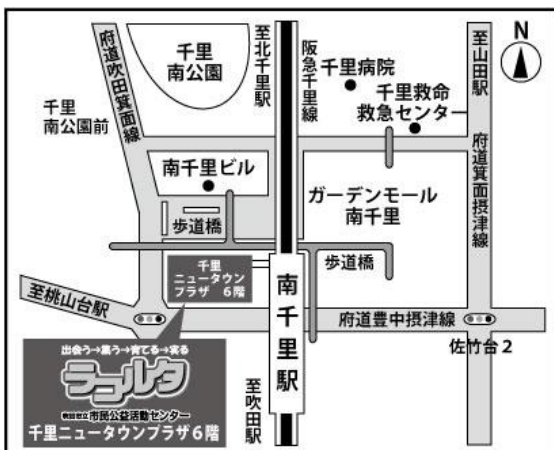 府道吹田箕面線
千里
南公園
至北千里駅
阪急千里線
至山田駅
N
千里病院
千里救命
救急センター
千里
南公園前
南千里ビル
ガーデンモール
南千里
府道箕面摂津線
歩道橋
歩道橋
千里
ニュータウン
プラザ 6階
至桃山台駅
南千里駅
府道豊中摂津線
佐竹台2
出会う→集う→育てる→実る
ラコルタ
吹田市立市民公益活動センター
千里ニュータウンプラザ6階
至吹田駅